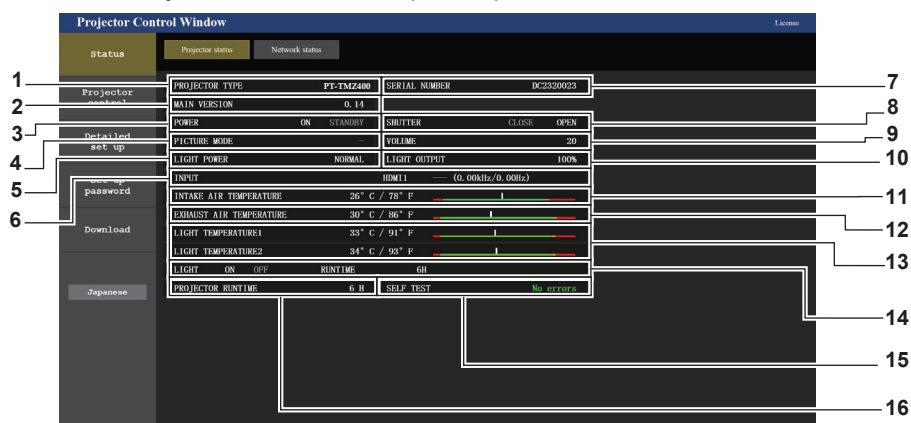 Projector Control Window License
Status
Projector status Network status
Projector
control
Detailed
set up
Set up
password
Download
Japanese
PROJECTOR TYPE PT-TMZ400 SERIAL NUMBER DC2320023
MAIN VERSION 0.14
POWER ON STANDBY SHUTTER CLOSE OPEN
PICTURE MODE – VOLUME 20
LIGHT POWER NORMAL LIGHT OUTPUT 100%
INPUT HDMI1 –– (0.00kHz/0.00Hz)
INTAKE AIR TEMPERATURE 26° C / 78° F
EXHAUST AIR TEMPERATURE 30° C / 86° F
LIGHT TEMPERATURE1 33° C / 91° F
LIGHT TEMPERATURE2 34° C / 93° F
LIGHT ON OFF RUNTIME 6H
PROJECTOR RUNTIME 6 H SELF TEST No errors
1
2
3
4
5
6
7
8
9
10
11
12
13
14
15
16